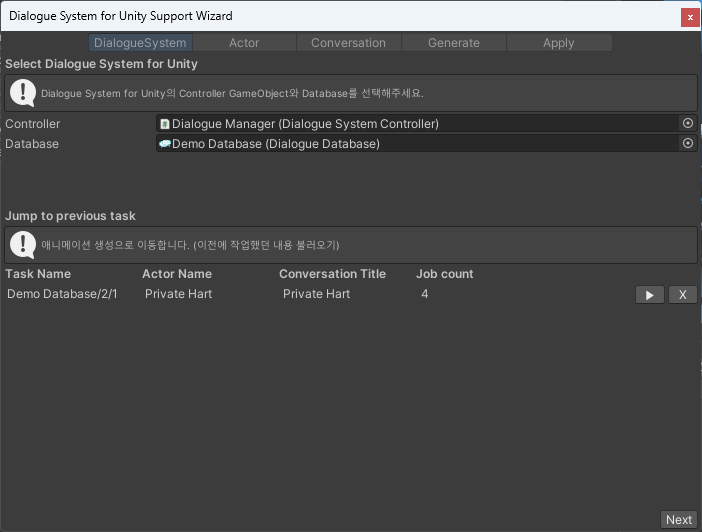 Dialogue System for Unity Support Wizard
x
DialogueSystem Actor Conversation Generate Apply
Select Dialogue System for Unity
Dialogue System for Unity의 Controller GameObject와 Database를 선택해주세요.
Controller Dialogue Manager (Dialogue System Controller)
Database Demo Database (Dialogue Database)
Jump to previous task
애니메이션 생성으로 이동합니다. (이전에 작업했던 내용 불러오기)
Task Name Actor Name Conversation Title Job count
Demo Database/2/1 Private Hart Private Hart 4 X
Next